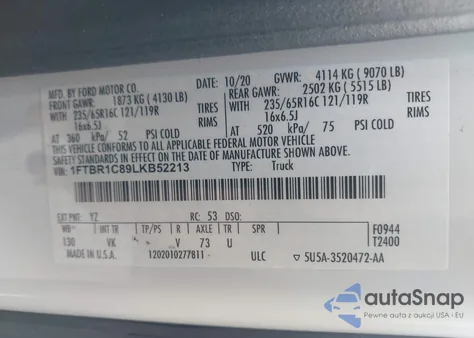 MFD. BY FORD MOTOR CO.
DATE: 10/20 GVWR: 4114 KG ( 9070 LB)
FRONT GAWR: 1873 KG ( 4130 LB) REAR GAWR: 2502 KG ( 5515 LB)
WITH 235/65R16C 121/119R TIRES WITH 235/65R16C 121/119R TIRES
16x6.5J RIMS 16x6.5J RIMS
AT 360 kPa/ 52 PSI COLD AT 520 kPa/ 75 PSI COLD
THIS VEHICLE CONFORMS TO ALL APPLICABLE FEDERAL MOTOR VEHICLE
SAFETY STANDARDS IN EFFECT ON THE DATE OF MANUFACTURE SHOWN ABOVE.
VIN: 1FTBR1C89LKB52213 TYPE: Truck
EXT PNT: YZ RC: 53 DSO:
WB INT TR TP/PS R AXLE TR SPR F0944
130 VK V 73 U T2400
MADE IN U.S.A. 1202010277811 ULC 5U5A-3520472-AA
autoSnap
Pewne auta z aukcji USA i EU